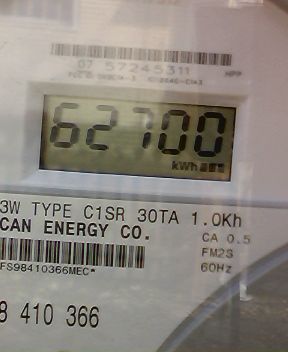 07 57245311 HPP
62700
kWh
3W TYPE C1SR 30TA 1.0Kh
CAN ENERGY CO.
CA 0.5
FM2S
FS98410366MEC*
60Hz
8 410 366